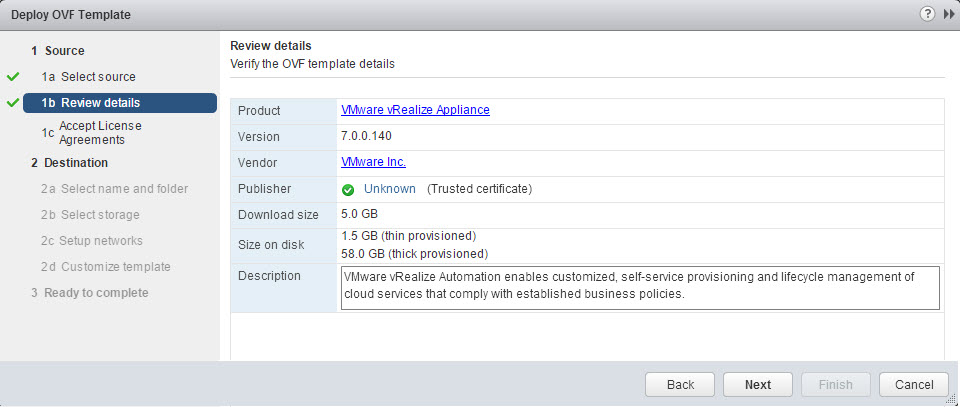 Deploy OVF Template
?
1 Source
1a Select source
1b Review details
1c Accept License
Agreements
2 Destination
2a Select name and folder
2b Select storage
2c Setup networks
2d Customize template
3 Ready to complete
Review details
Verify the OVF template details
Product VMware vRealize Appliance
Version 7.0.0.140
Vendor VMware Inc.
Publisher Unknown (Trusted certificate)
Download size 5.0 GB
Size on disk 1.5 GB (thin provisioned)
58.0 GB (thick provisioned)
Description VMware vRealize Automation enables customized, self-service provisioning and lifecycle management of
cloud services that comply with established business policies.
Back Next Finish Cancel